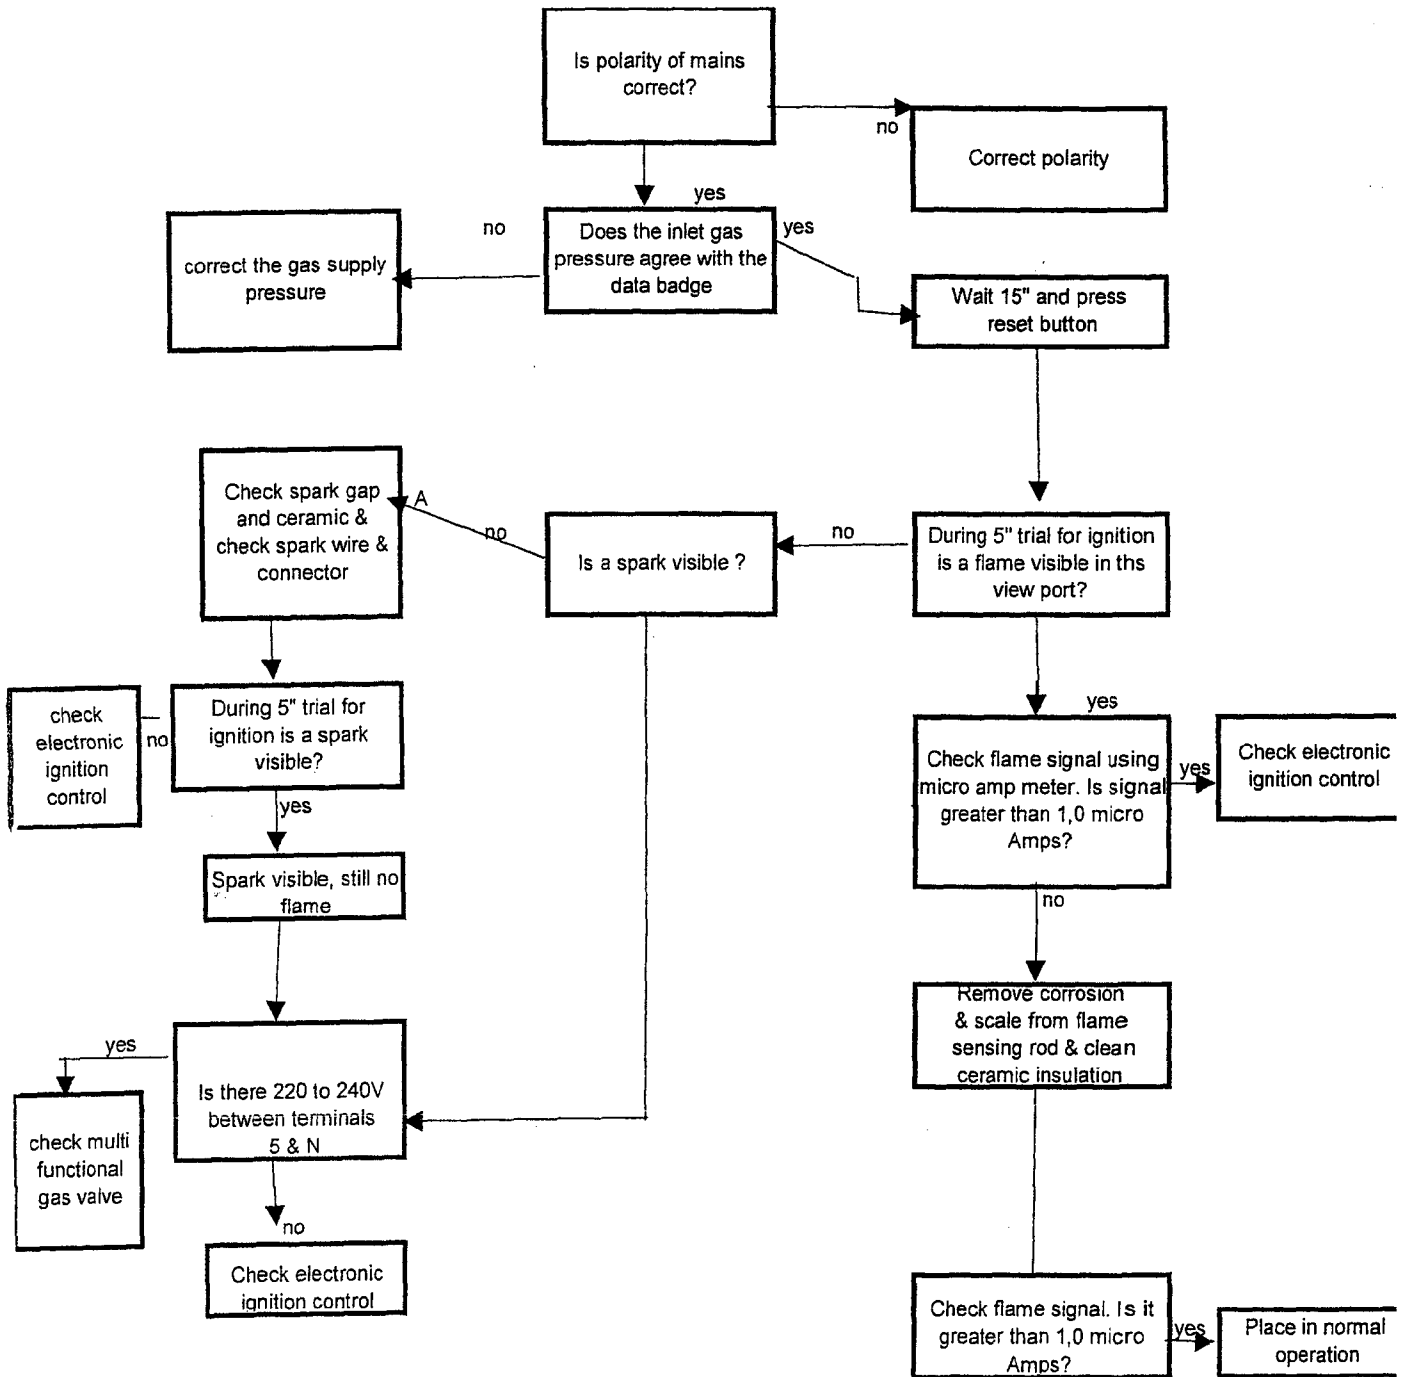 Is polarity of mains
correct?
no
Correct polarity
yes
no
Does the inlet gas
pressure agree with the
data badge
yes
correct the gas supply
pressure
Wait 15" and press
reset button
Check spark gap
and ceramic &
check spark wire &
connector
A
no
Is a spark visible ?
no
During 5" trial for ignition
is a flame visible in ths
view port?
check
electronic
ignition
control
no
During 5" trial for
ignition is a spark
visible?
yes
yes
Check flame signal using
micro amp meter. Is signal
greater than 1,0 micro
Amps?
yes
Check electronic
ignition control
Spark visible, still no
flame
no
Remove corrosion
& scale from flame
sensing rod & clean
ceramic insulation
yes
Is there 220 to 240V
between terminals
5 & N
check multi
functional
gas valve
no
Check electronic
ignition control
Check flame signal. Is it
greater than 1,0 micro
Amps?
yes
Place in normal
operation